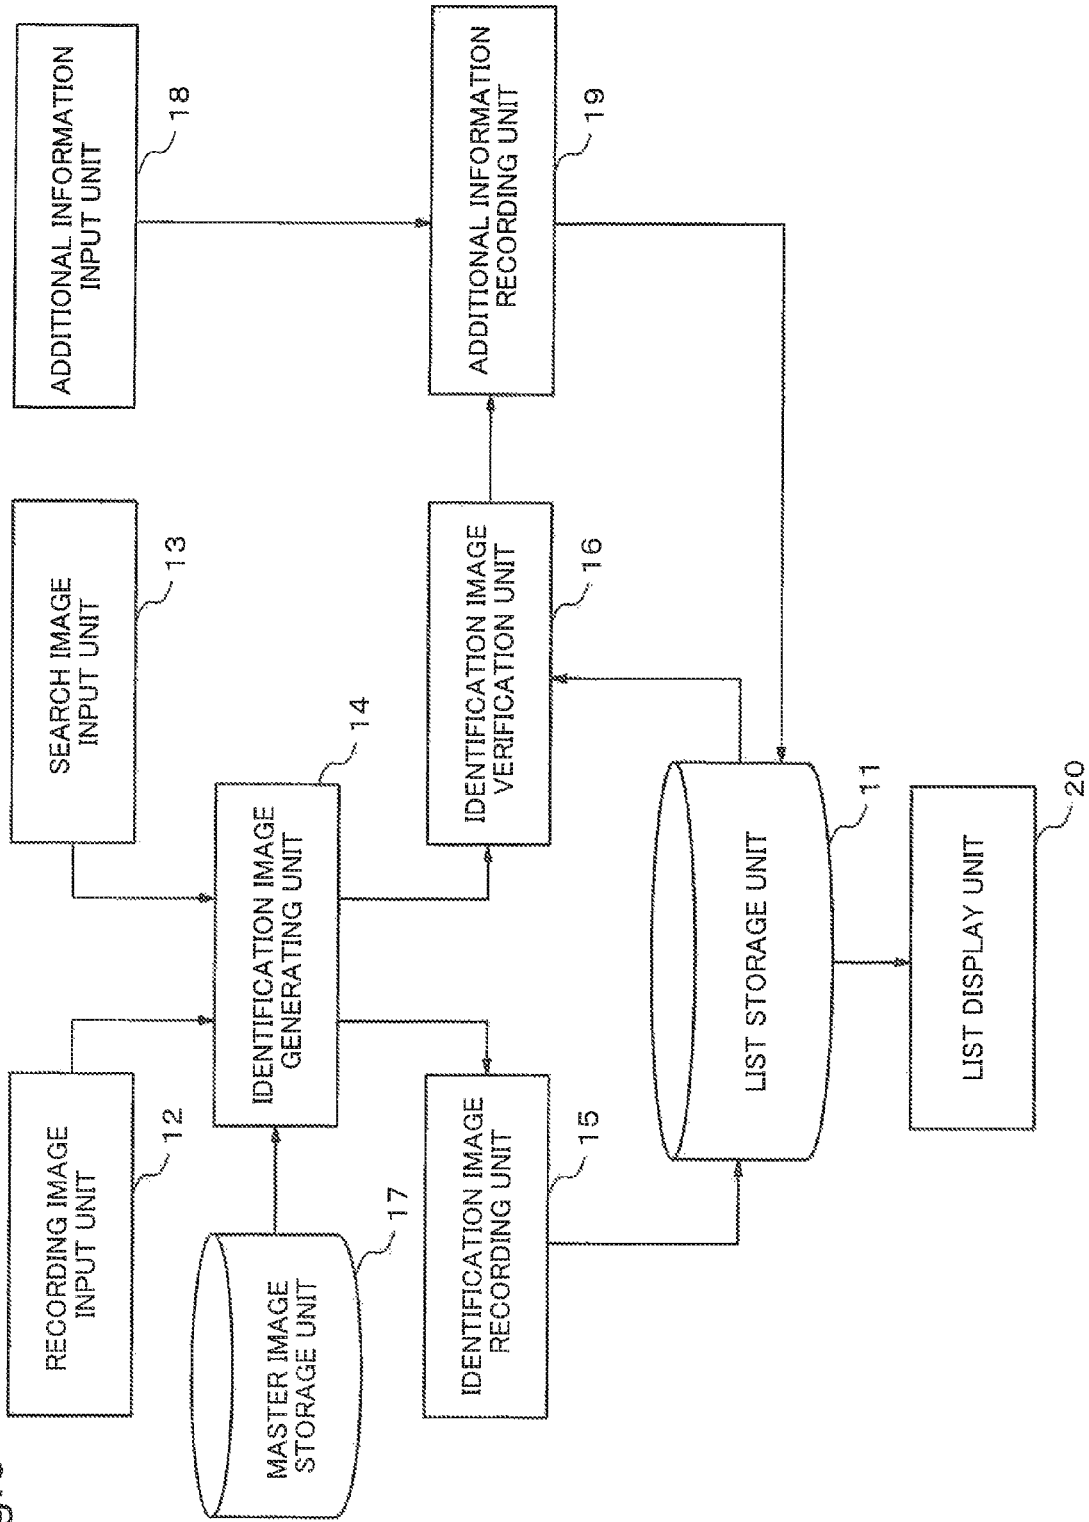 RECORDING IMAGE
INPUT UNIT
12
SEARCH IMAGE
INPUT UNIT
13
ADDITIONAL INFORMATION
INPUT UNIT
18
MASTER IMAGE
STORAGE UNIT
17
IDENTIFICATION IMAGE
GENERATING UNIT
14
IDENTIFICATION IMAGE
RECORDING UNIT
15
IDENTIFICATION IMAGE
VERIFICATION UNIT
16
ADDITIONAL INFORMATION
RECORDING UNIT
19
LIST STORAGE UNIT
11
LIST DISPLAY UNIT
20